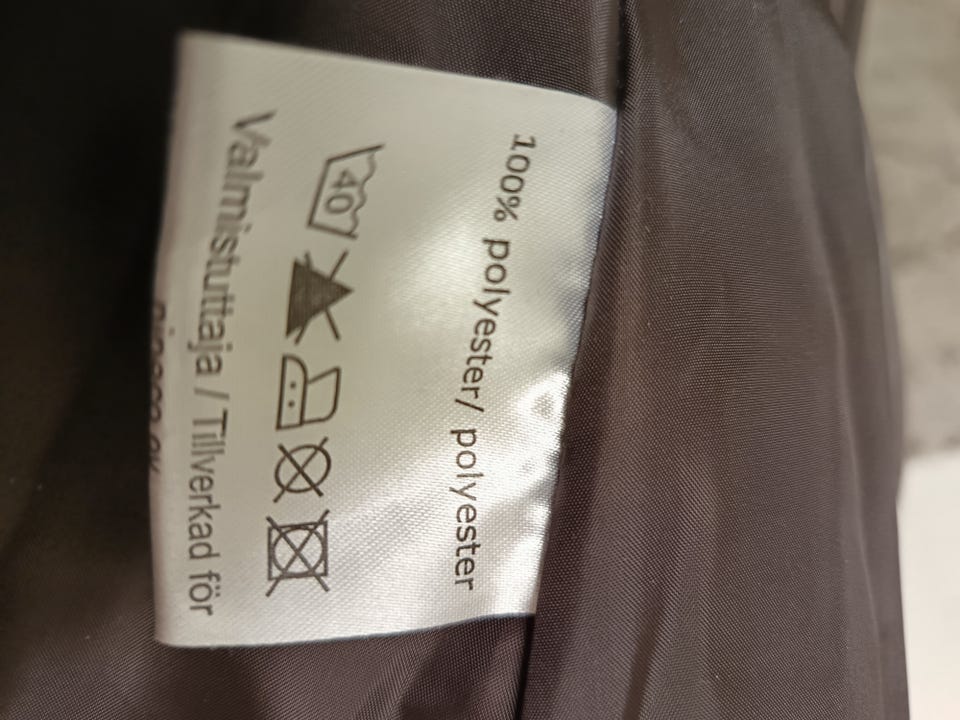 100% polyester/ polyester
40
Valmistuttaja / Tillverkad för